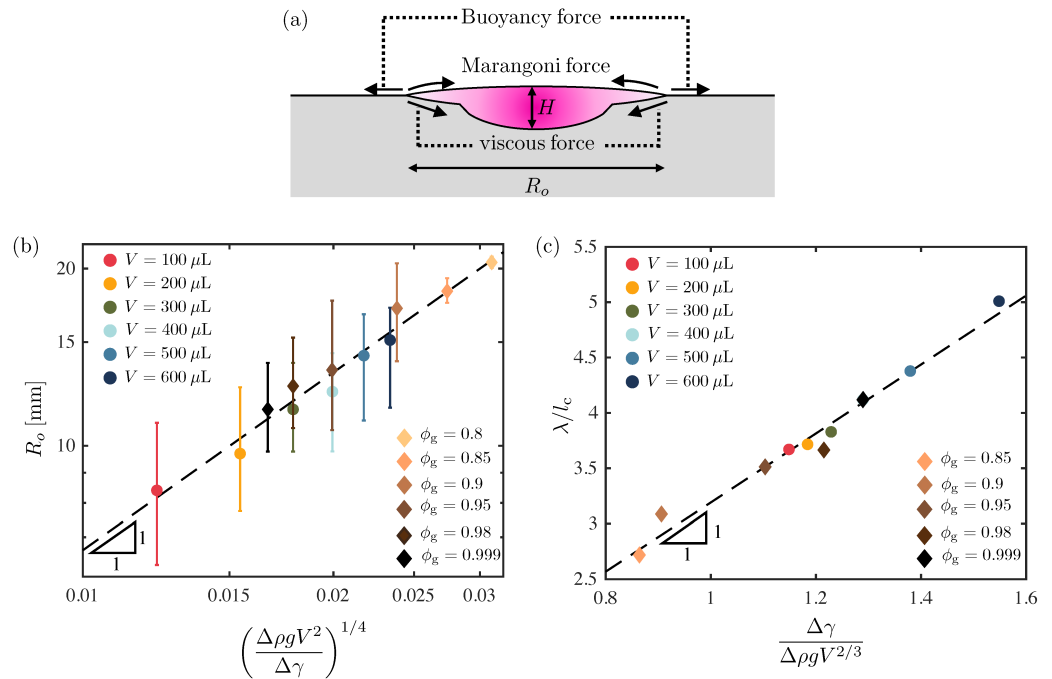 (a)
Buoyancy force
Marangoni force
H
viscous force
R_o
(b)
R_o [mm]
20
15
10
V = 100 μL
V = 200 μL
V = 300 μL
V = 400 μL
V = 500 μL
V = 600 μL
ϕ_g = 0.8
ϕ_g = 0.85
ϕ_g = 0.9
ϕ_g = 0.95
ϕ_g = 0.98
ϕ_g = 0.999
1
1
0.01
0.015
0.02
0.025
0.03
(ΔρgV^2/Δγ)^{1/4}
(c)
λ/l_c
5.5
5
4.5
4
3.5
3
2.5
V = 100 μL
V = 200 μL
V = 300 μL
V = 400 μL
V = 500 μL
V = 600 μL
ϕ_g = 0.85
ϕ_g = 0.9
ϕ_g = 0.95
ϕ_g = 0.98
ϕ_g = 0.999
1
1
0.8
1
1.2
1.4
1.6
Δγ/ΔρgV^{2/3}